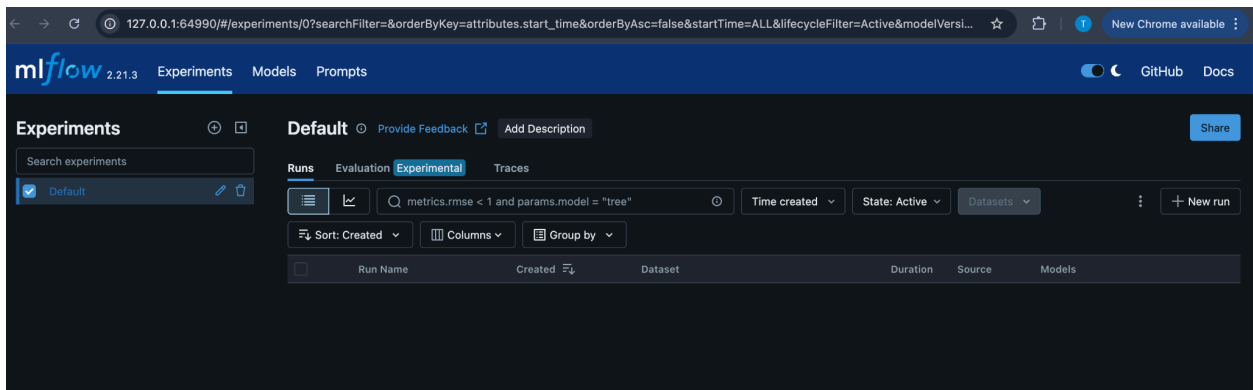 127.0.0.1:64990/#/experiments/0?searchFilter=&orderByKey=attributes.start_time&orderByAsc=false&startTime=ALL&lifecycleFilter=Active&modelVersi...
T
New Chrome available
mlflow 2.21.3 Experiments Models Prompts GitHub Docs
Experiments
Search experiments
Default
Default Provide Feedback Add Description Share
Runs Evaluation Experimental Traces
metrics.rmse < 1 and params.model = "tree" Time created State: Active Datasets New run
Sort: Created Columns Group by
Run Name Created Dataset Duration Source Models